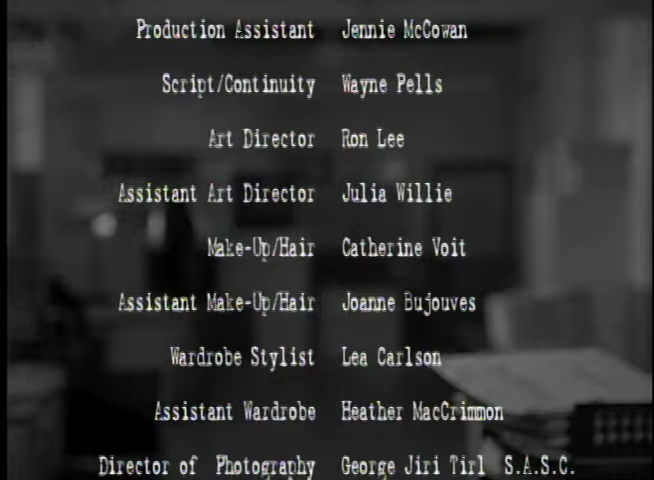 Production Assistant Jennie McCowan
Script/Continuity Wayne Pells
Art Director Ron Lee
Assistant Art Director Julia Willie
Make-Up/Hair Catherine Voit
Assistant Make-Up/Hair Joanne Bujouves
Wardrobe Stylist Lea Carlson
Assistant Wardrobe Heather MacCrimmon
Director of Photography George Jiri Tirl S.A.S.C.